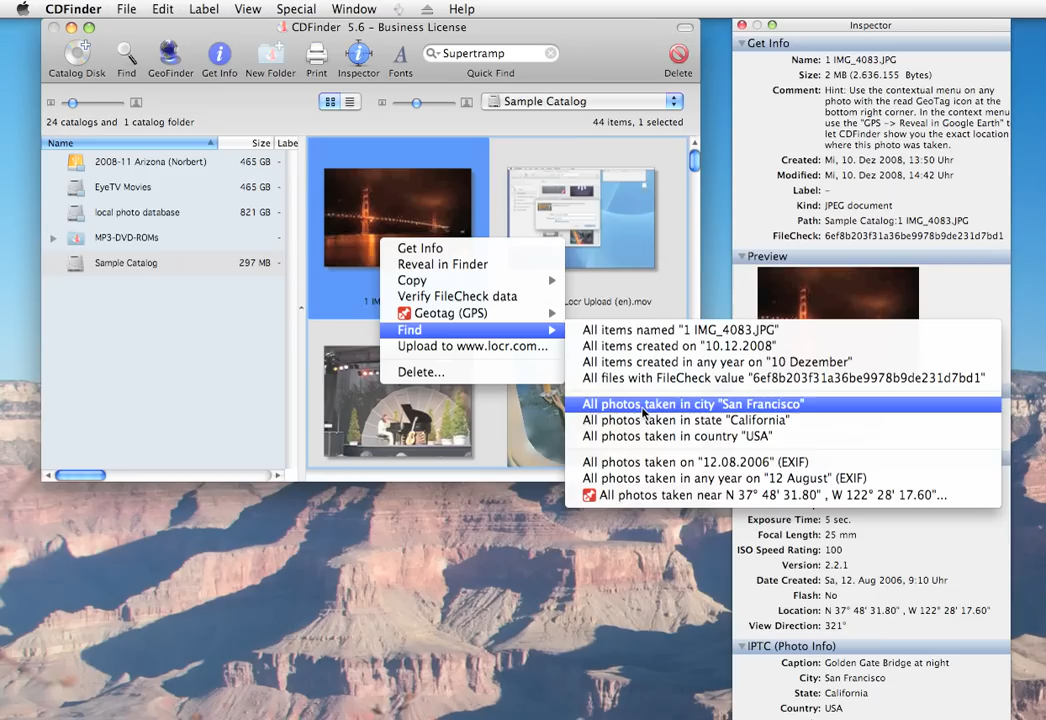 CDFinder File Edit Label View Special Window Help
CDFinder 5.6 - Business License
Supertramp
Catalog Disk Find GeoFinder Get Info New Folder Print Inspector Fonts Quick Find Delete
Sample Catalog
24 catalogs and 1 catalog folder
44 items, 1 selected
Name Size Labe
2008-11 Arizona (Norbert) 465 GB -
EyeTV Movies 465 GB -
local photo database 821 GB -
MP3-DVD-ROMs -
Sample Catalog 297 MB -
1 IM
Locr Upload (en).mov
Get Info
Reveal in Finder
Copy
Verify FileCheck data
Geotag (GPS)
Find
Upload to www.locr.com...
Delete...
All items named "1 IMG_4083.JPG"
All items created on "10.12.2008"
All items created in any year on "10 Dezember"
All files with FileCheck value "6ef8b203f31a36be9978b9de231d7bd1"
All photos taken in city "San Francisco"
All photos taken in state "California"
All photos taken in country "USA"
All photos taken on "12.08.2006" (EXIF)
All photos taken in any year on "12 August" (EXIF)
All photos taken near N 37° 48' 31.80" , W 122° 28' 17.60"...
Inspector
Get Info
Name: 1 IMG_4083.JPG
Size: 2 MB (2.636.155 Bytes)
Comment: Hint: Use the contextual menu on any
photo with the read GeoTag icon at the
bottom right corner. In the context menu
use the "GPS -> Reveal in Google Earth" t
let CDFinder show you the exact location
where this photo was taken.
Created: Mi, 10. Dez 2008, 13:50 Uhr
Modified: Mi, 10. Dez 2008, 14:42 Uhr
Label: –
Kind: JPEG document
Path: Sample Catalog:1 IMG_4083.JPG
FileCheck: 6ef8b203f31a36be9978b9de231d7bd1
Preview
Exposure Time: 5 sec.
Focal Length: 25 mm
ISO Speed Rating: 100
Version: 2.2.1
Date Created: Sa, 12. Aug 2006, 9:10 Uhr
Flash: No
Location: N 37° 48' 31.80" , W 122° 28' 17.60"
View Direction: 321°
IPTC (Photo Info)
Caption: Golden Gate Bridge at night
City: San Francisco
State: California
Country: USA